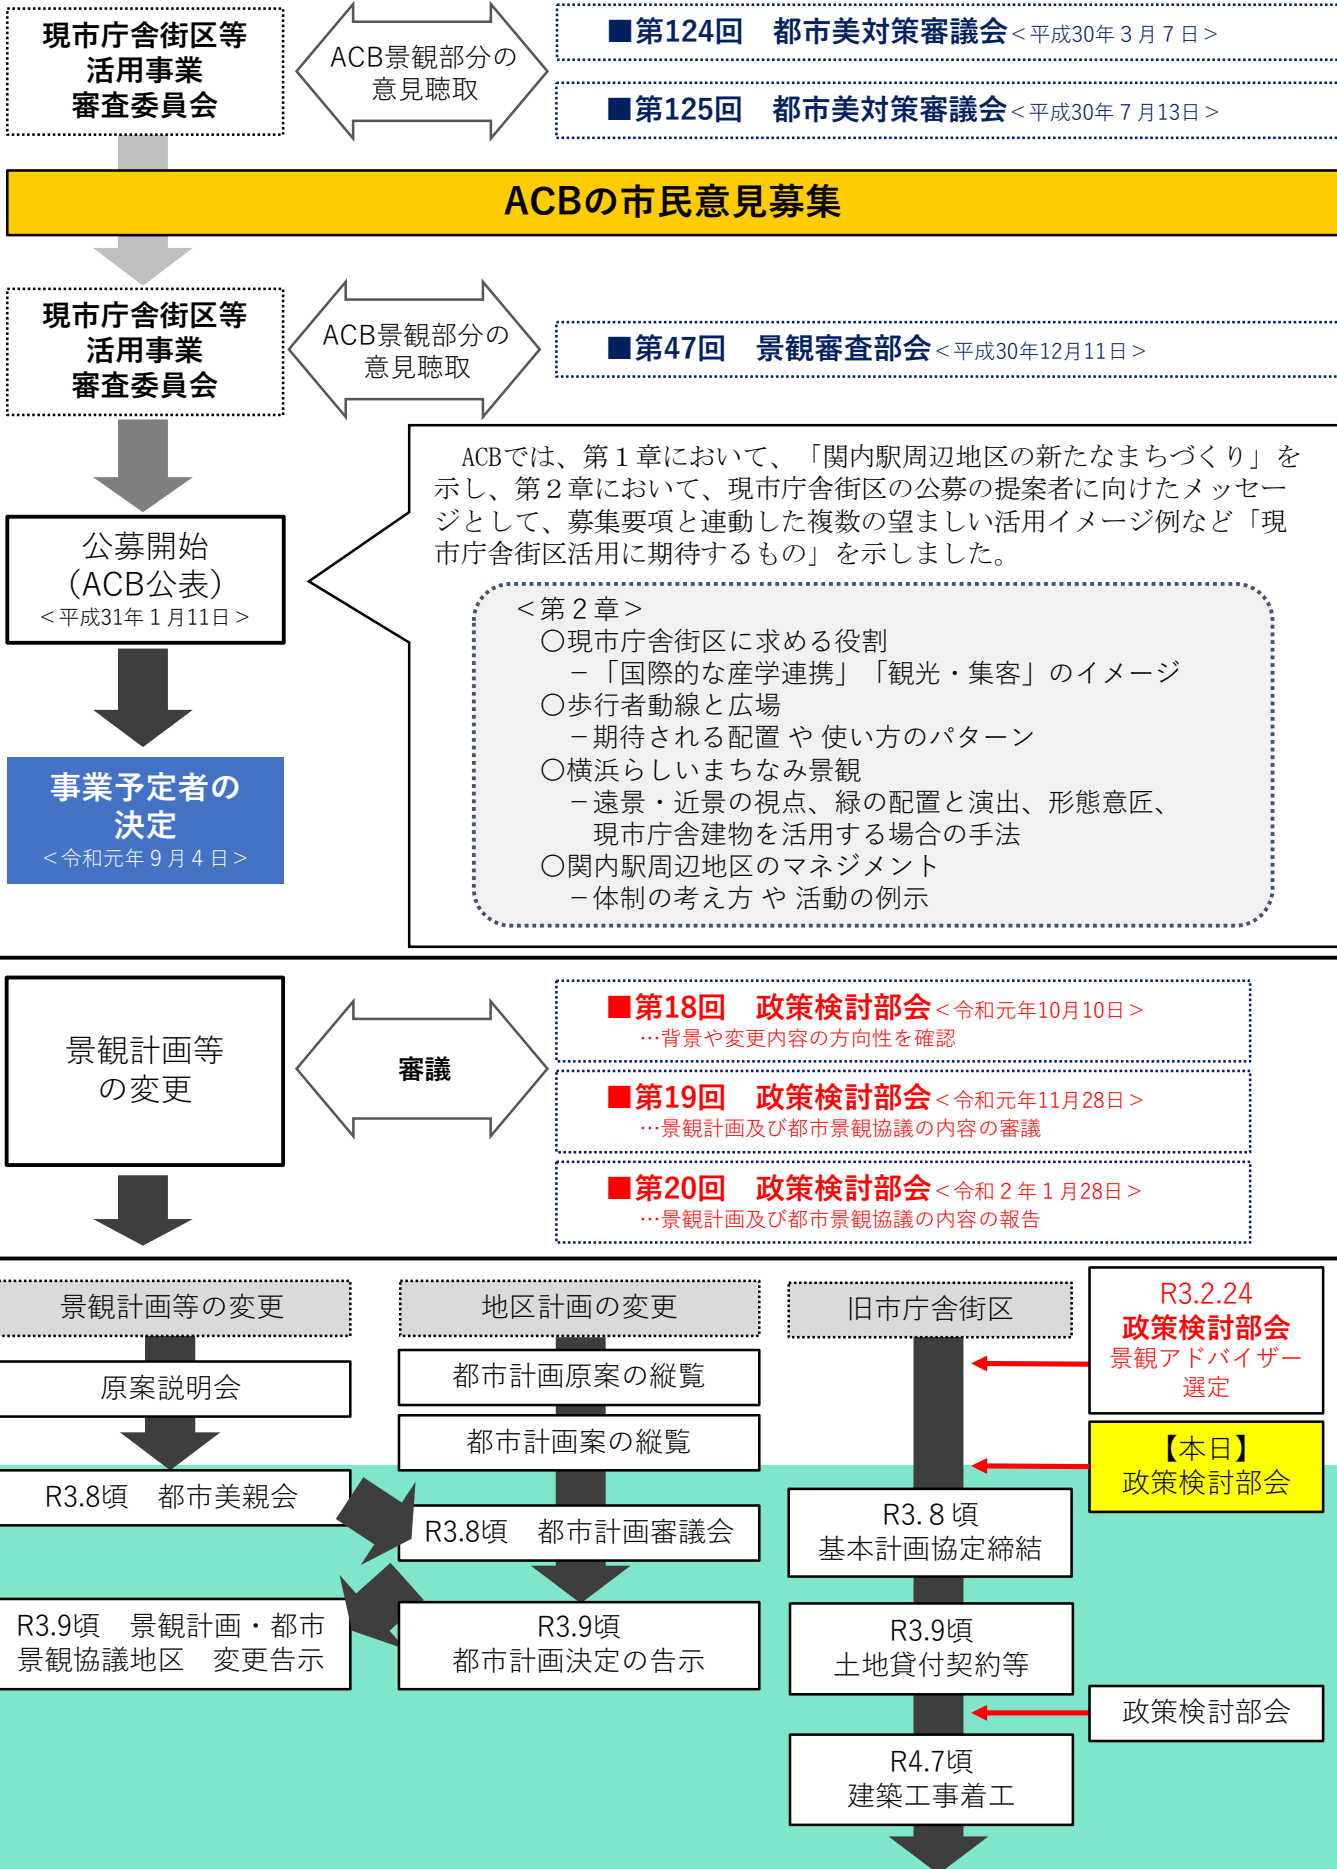 現市庁舎街区等
活用事業
審査委員会
ACB景観部分の
意見聴取
■第124回　都市美対策審議会＜平成30年３月７日＞
■第125回　都市美対策審議会＜平成30年７月13日＞
ACBの市民意見募集
現市庁舎街区等
活用事業
審査委員会
ACB景観部分の
意見聴取
■第47回　景観審査部会＜平成30年12月11日＞
公募開始
（ACB公表）
＜平成31年１月11日＞
ACBでは、第１章において、「関内駅周辺地区の新たなまちづくり」を
示し、第２章において、現市庁舎街区の公募の提案者に向けたメッセー
ジとして、募集要項と連動した複数の望ましい活用イメージ例など「現
市庁舎街区活用に期待するもの」を示しました。
＜第２章＞
○現市庁舎街区に求める役割
－「国際的な産学連携」「観光・集客」のイメージ
○歩行者動線と広場
－期待される配置 や 使い方のパターン
○横浜らしいまちなみ景観
－遠景・近景の視点、緑の配置と演出、形態意匠、
現市庁舎建物を活用する場合の手法
○関内駅周辺地区のマネジメント
－体制の考え方 や 活動の例示
事業予定者の
決定
＜令和元年９月４日＞
景観計画等
の変更
審議
■第18回　政策検討部会＜令和元年10月10日＞
…背景や変更内容の方向性を確認
■第19回　政策検討部会＜令和元年11月28日＞
…景観計画及び都市景観協議の内容の審議
■第20回　政策検討部会＜令和２年１月28日＞
…景観計画及び都市景観協議の内容の報告
景観計画等の変更
原案説明会
R3.8頃　都市美親会
R3.9頃　景観計画・都市
景観協議地区　変更告示
地区計画の変更
都市計画原案の縦覧
都市計画案の縦覧
R3.8頃　都市計画審議会
R3.9頃
都市計画決定の告示
旧市庁舎街区
R3.８頃
基本計画協定締結
R3.9頃
土地貸付契約等
R4.7頃
建築工事着工
R3.2.24
政策検討部会
景観アドバイザー
選定
【本日】
政策検討部会
政策検討部会